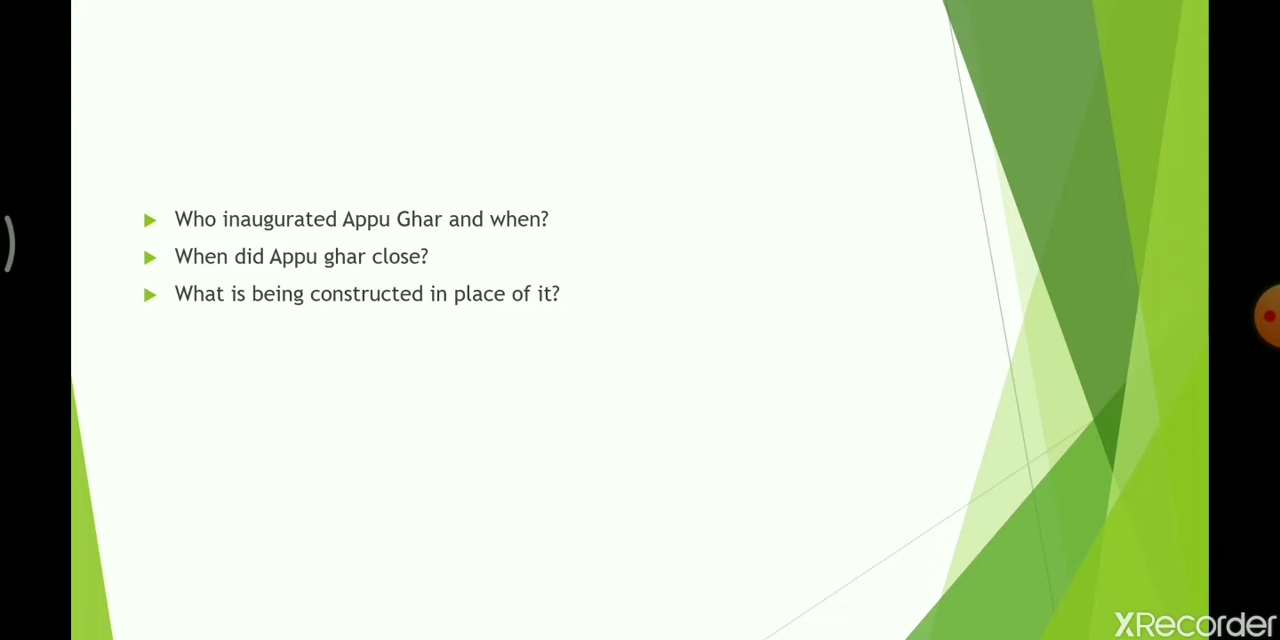 Who inaugurated Appu Ghar and when?
When did Appu ghar close?
What is being constructed in place of it?
XRecorder